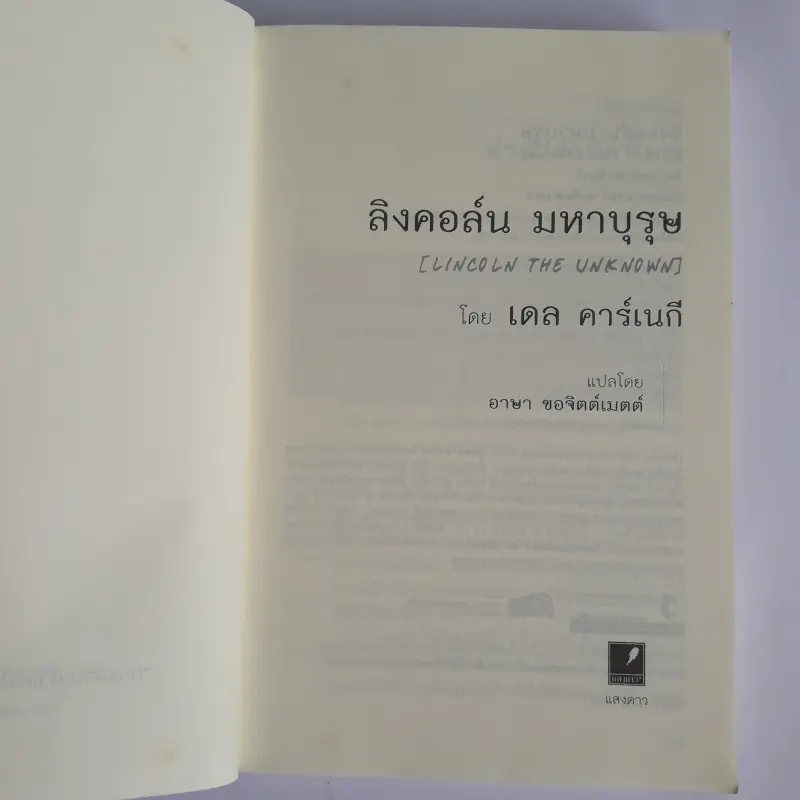 ลิงคอล์น มหาบุรุษ
[LINCOLN THE UNKNOWN]
โดย เดล คาร์เนกี
แปลโดย
อาษา ขอจิตต์เมตต์
แสงดาว